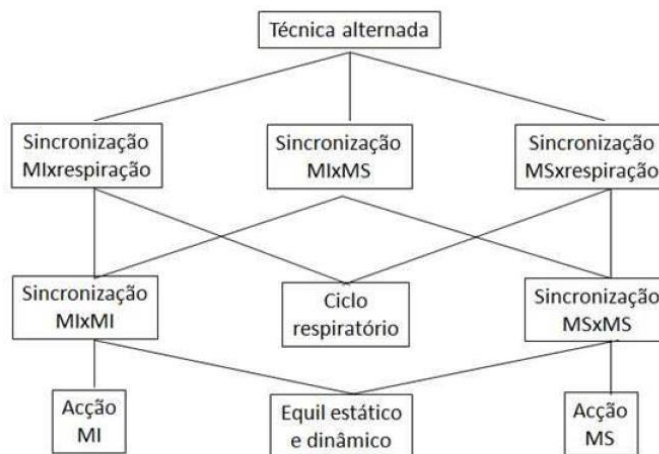 Técnica alternada
Sincronização
MIxrespiração
Sincronização
MIxMS
Sincronização
MSxrespiração
Sincronização
MIxMI
Ciclo
respiratório
Sincronização
MSxMS
Acção
MI
Equil estático
e dinâmico
Acção
MS